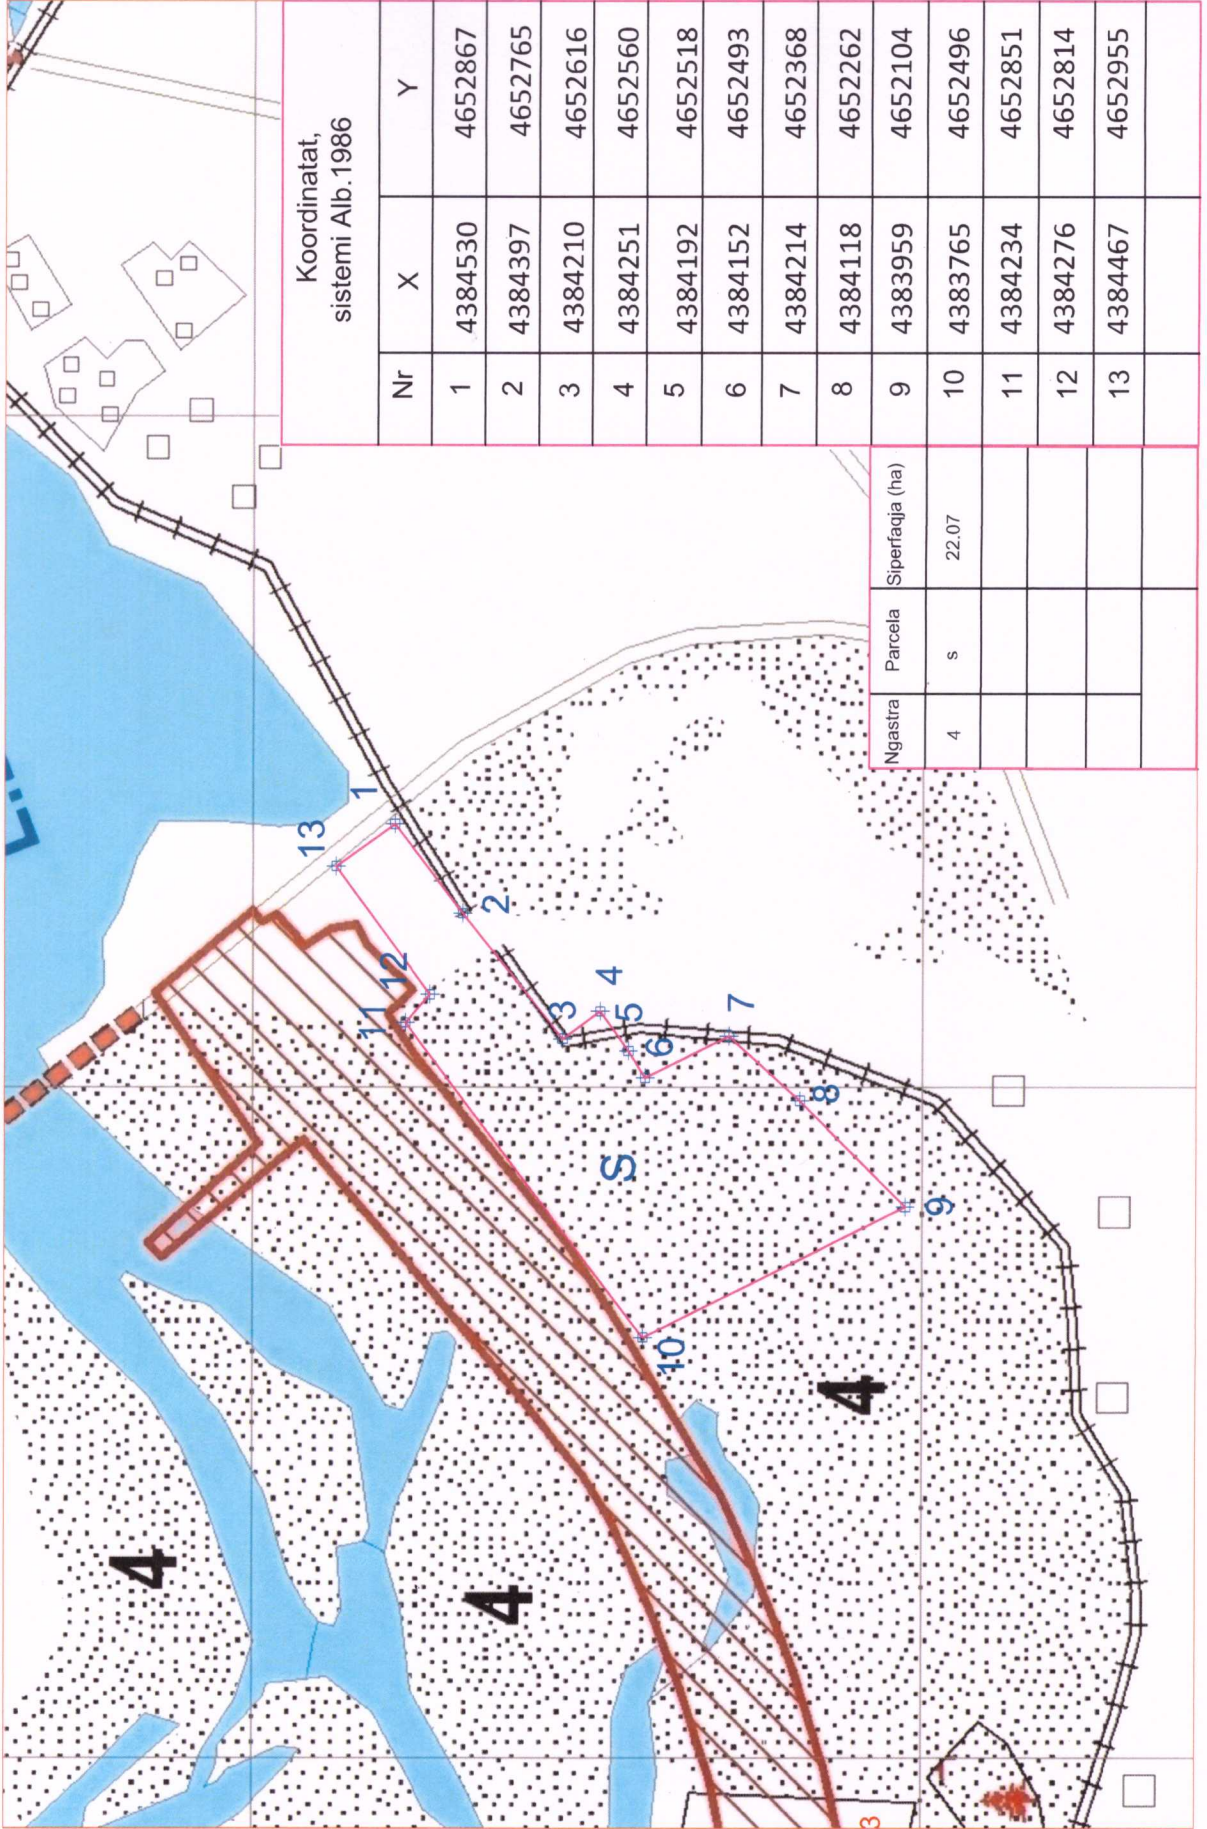 Koordinatat,
sistemi Alb.1986
Nr X Y
1 4384530 4652867
2 4384397 4652765
3 4384210 4652616
4 4384251 4652560
5 4384192 4652518
6 4384152 4652493
7 4384214 4652368
8 4384118 4652262
9 4383959 4652104
10 4383765 4652496
11 4384234 4652851
12 4384276 4652814
13 4384467 4652955
Ngastra Parcela Siperfaqja (ha)
4 s 22.07
13
1
12
11
2
3
4
5
6
7
8
9
10
S
4
4
4
3